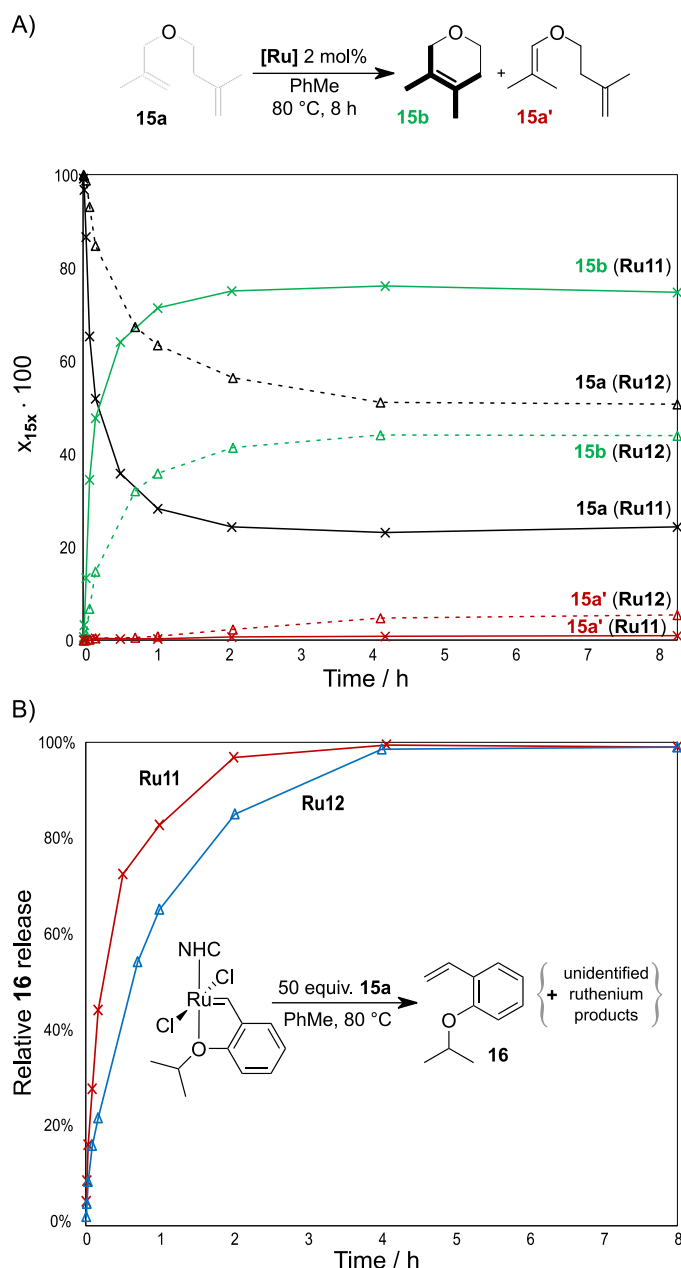 A)
O
15a
[Ru] 2 mol%
PhMe
80 °C, 8 h
O
15b
+
O
15a'
x15x · 100
100
80
60
40
20
0
15b (Ru11)
15a (Ru12)
15b (Ru12)
15a (Ru11)
15a' (Ru12)
15a' (Ru11)
0 1 2 3 4 5 6 7 8
Time / h
B)
Relative 16 release
100%
80%
60%
40%
20%
0%
Ru11
Ru12
NHC
Cl
Ru
Cl
O
50 equiv. 15a
PhMe, 80 °C
O
16
+
unidentified
ruthenium
products
0 1 2 3 4 5 6 7 8
Time / h